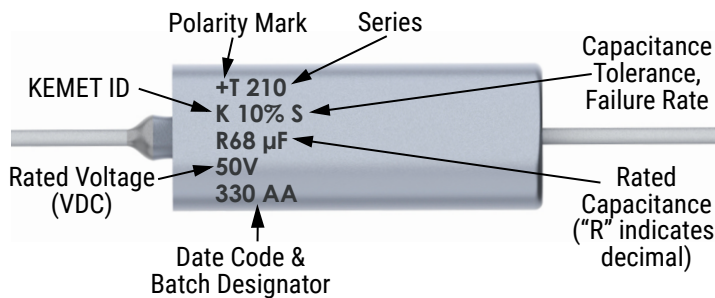 Polarity Mark
Series
Capacitance
Tolerance,
Failure Rate
KEMET ID
+T 210
K 10% S
R68 µF
50V
330 AA
Rated Voltage
(VDC)
Rated
Capacitance
("R" indicates
decimal)
Date Code &
Batch Designator